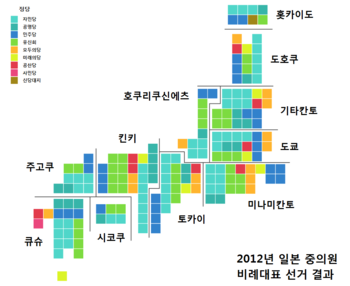 정당
자민당
공명당
민주당
유신회
모두의당
미래의당
공산당
사민당
신당대지
홋카이도
도호쿠
호쿠리쿠신에츠
기타칸토
킨키
도쿄
주고쿠
미나미칸토
토카이
시코쿠
큐슈
2012년 일본 중의원
비례대표 선거 결과